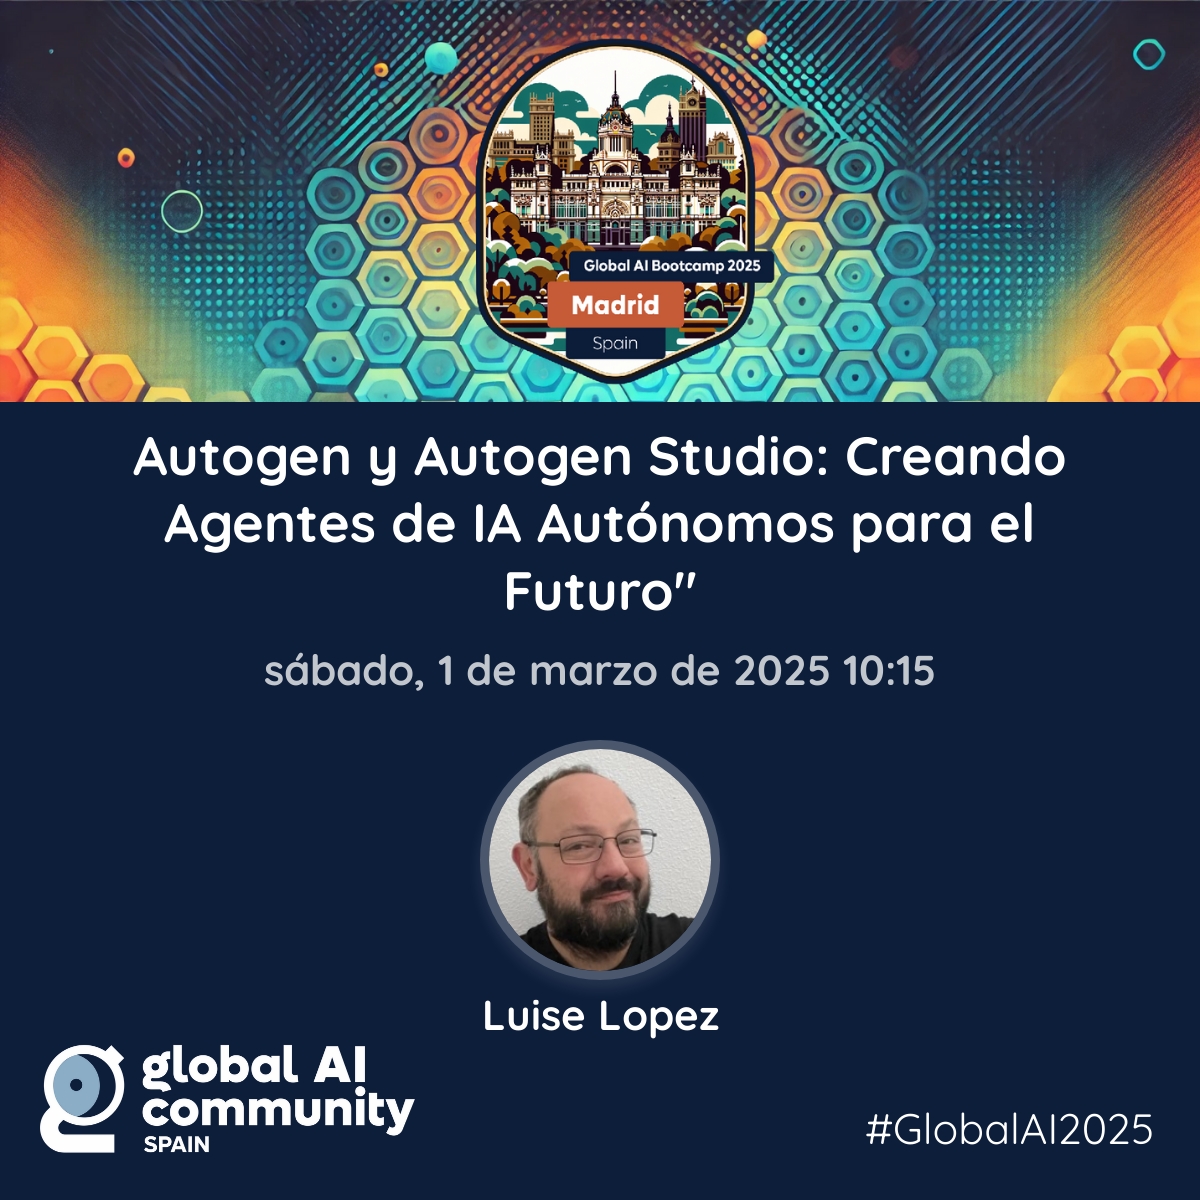 Global AI Bootcamp 2025
Madrid
Spain
Autogen y Autogen Studio: Creando
Agentes de IA Autónomos para el
Futuro"
sábado, 1 de marzo de 2025 10:15
Luise Lopez
global AI
community
SPAIN
#GlobalAI2025